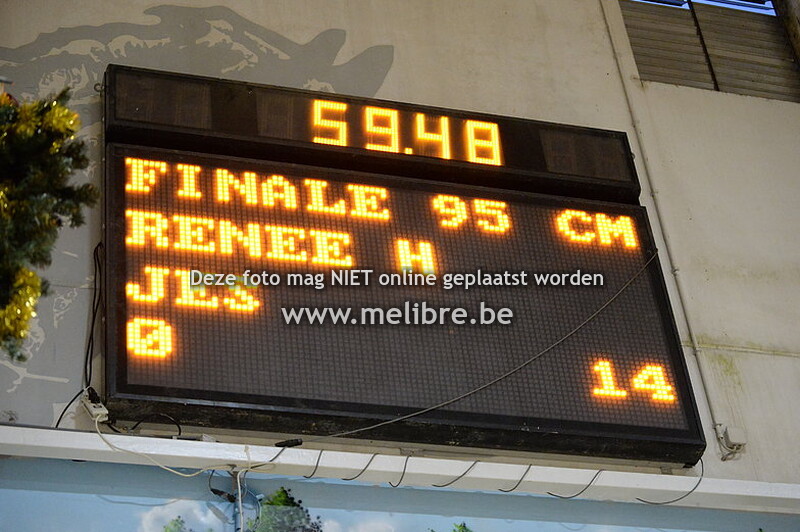 59.48
FINALE 95 CM
RENEE H
JES
Deze foto mag NIET online geplaatst worden
www.melibre.be
0 14